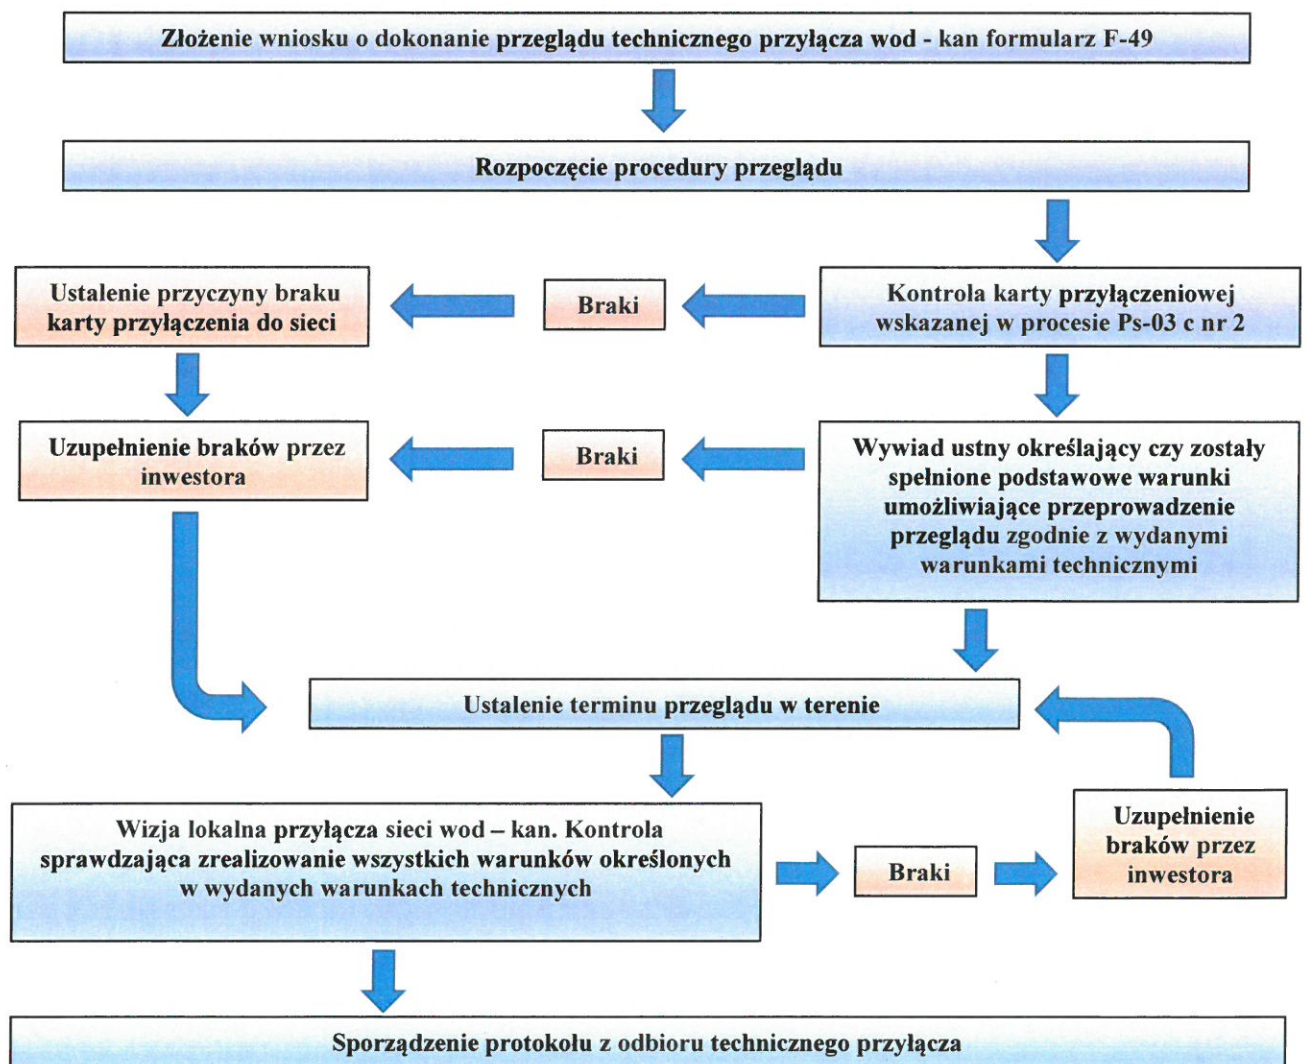 Złożenie wniosku o dokonanie przeglądu technicznego przyłącza wod - kan formularz F-49
Rozpoczęcie procedury przeglądu
Ustalenie przyczyny braku
karty przyłączenia do sieci
Braki
Kontrola karty przyłączeniowej
wskazanej w procesie Ps-03 c nr 2
Uzupełnienie braków przez
inwestora
Braki
Wywiad ustny określający czy zostały
spełnione podstawowe warunki
umożliwiające przeprowadzenie
przeglądu zgodnie z wydanymi
warunkami technicznymi
Ustalenie terminu przeglądu w terenie
Wizja lokalna przyłącza sieci wod – kan. Kontrola
sprawdzająca zrealizowanie wszystkich warunków określonych
w wydanych warunkach technicznych
Braki
Uzupełnienie
braków przez
inwestora
Sporządzenie protokołu z odbioru technicznego przyłącza